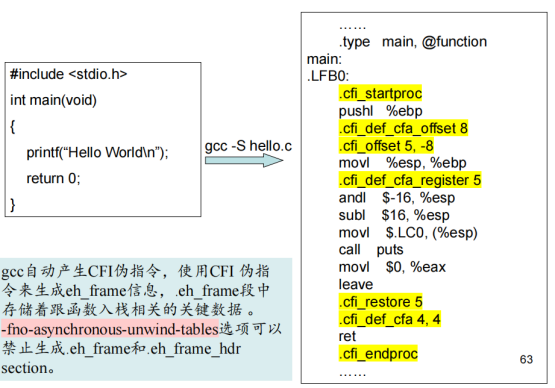 #include <stdio.h>
int main(void)
{
printf(“Hello World\n”);
return 0;
}
gcc -S hello.c
……
.type main, @function
main:
.LFB0:
.cfi_startproc
pushl %ebp
.cfi_def_cfa_offset 8
.cfi_offset 5, -8
movl %esp, %ebp
.cfi_def_cfa_register 5
andl $-16, %esp
subl $16, %esp
movl $.LC0, (%esp)
call puts
movl $0, %eax
leave
.cfi_restore 5
.cfi_def_cfa 4, 4
ret
.cfi_endproc
……
gcc自动产生CFI伪指令，使用CFI 伪指
令来生成eh_frame信息，.eh_frame段中
存储着跟函数入栈相关的关键数据 。
-fno-asynchronous-unwind-tables选项可以
禁止生成.eh_frame和.eh_frame_hdr
section。
63